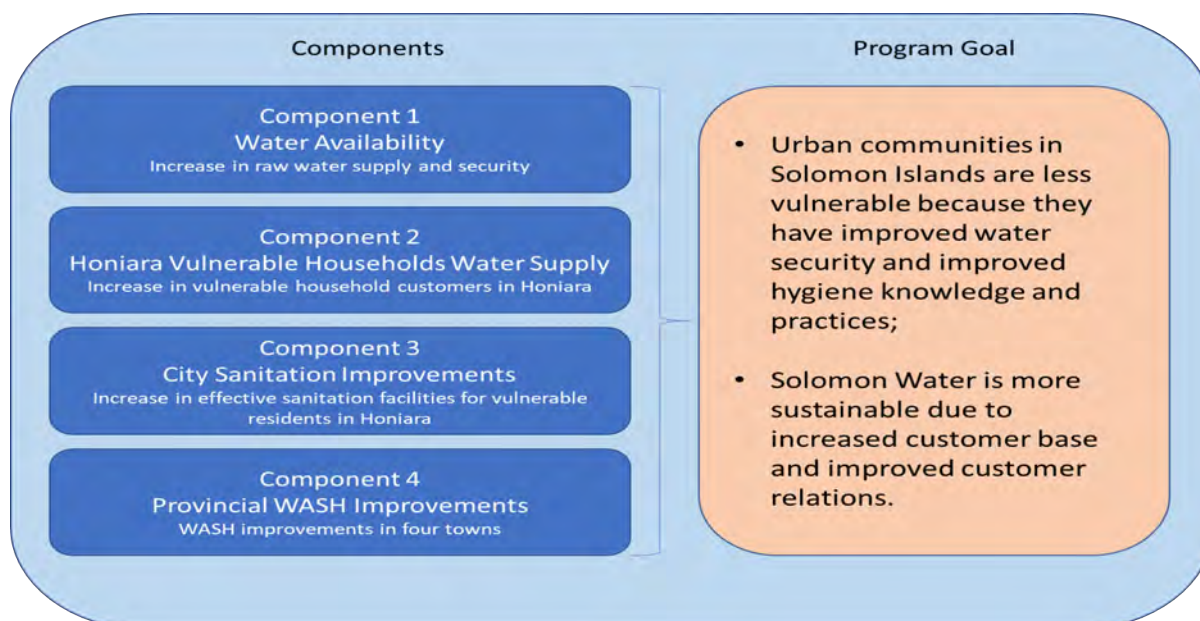 Components
Component 1
Water Availability
Increase in raw water supply and security
Component 2
Honiara Vulnerable Households Water Supply
Increase in vulnerable household customers in Honiara
Component 3
City Sanitation Improvements
Increase in effective sanitation facilities for vulnerable
residents in Honiara
Component 4
Provincial WASH Improvements
WASH improvements in four towns
Program Goal
• Urban communities in
Solomon Islands are less
vulnerable because they
have improved water
security and improved
hygiene knowledge and
practices;
• Solomon Water is more
sustainable due to
increased customer base
and improved customer
relations.